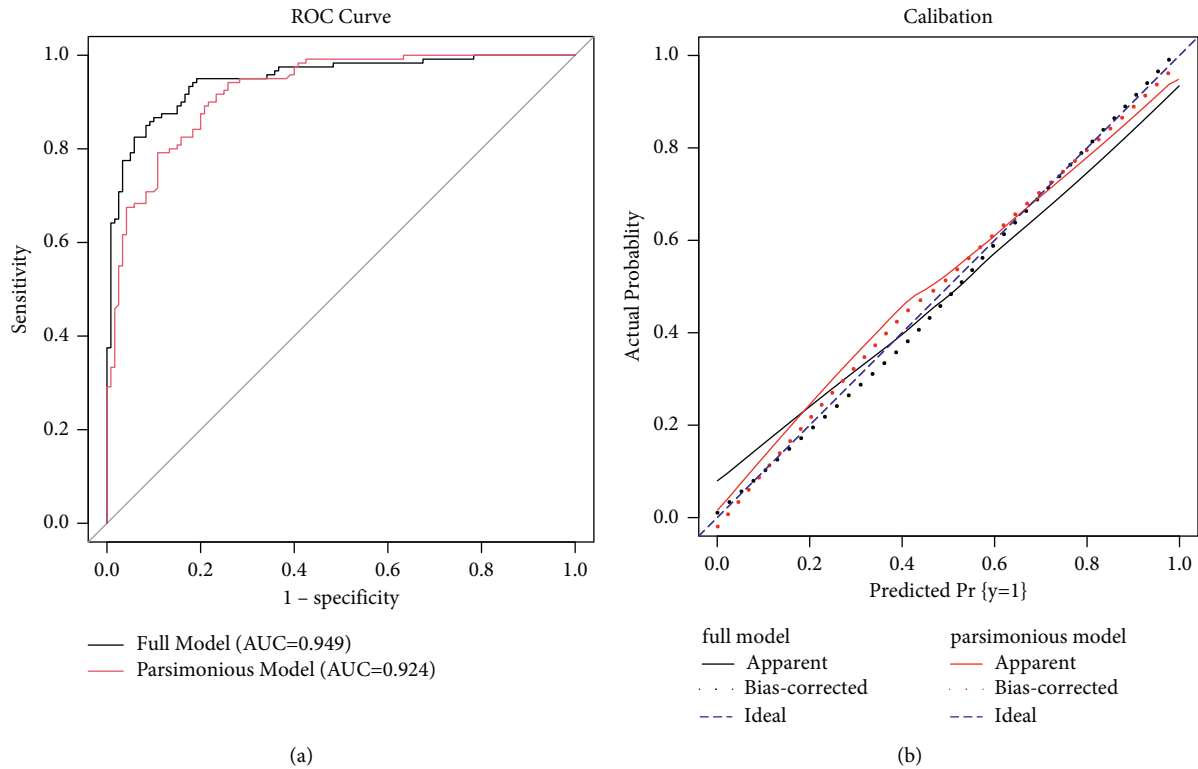 ROC Curve
1.0
0.8
0.6
0.4
0.2
0.0
Sensitivity
0.0 0.2 0.4 0.6 0.8 1.0
1 – specificity
Full Model (AUC=0.949)
Parsimonious Model (AUC=0.924)
(a)
Calibation
1.0
0.8
0.6
0.4
0.2
0.0
Actual Probablity
0.0 0.2 0.4 0.6 0.8 1.0
Predicted Pr {y=1}
full model
Apparent
Bias-corrected
Ideal
parsimonious model
Apparent
Bias-corrected
Ideal
(b)